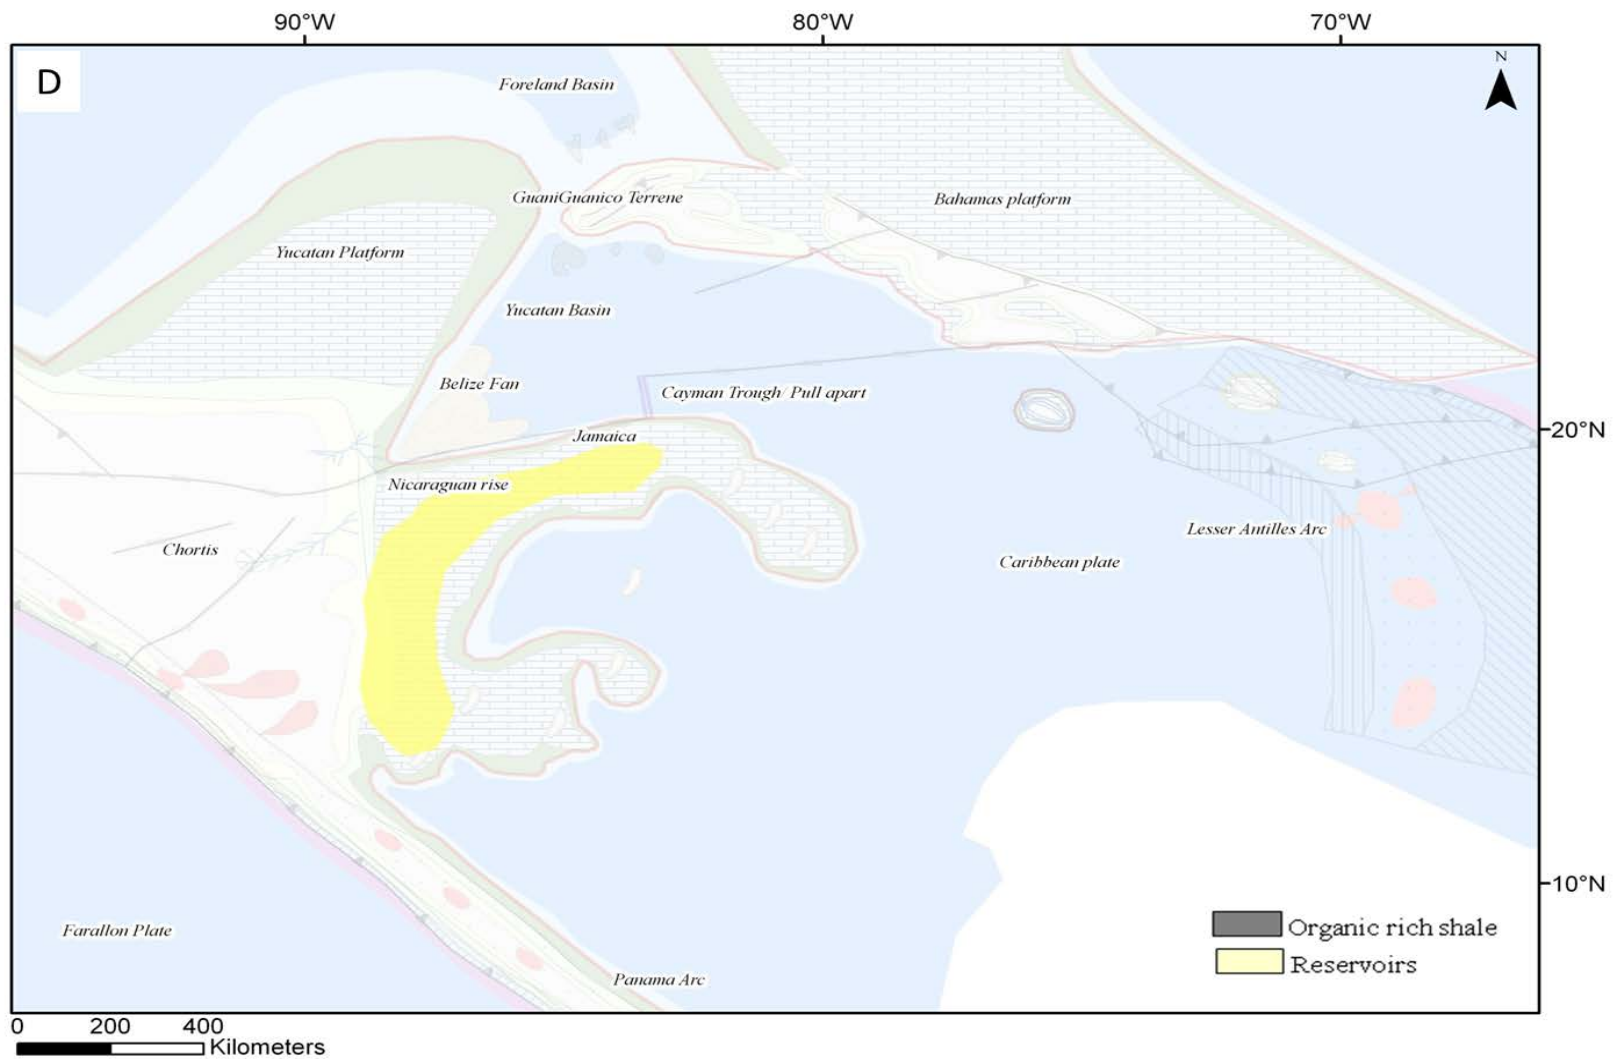 90°W
80°W
70°W
D
N
Foreland Basin
GuaniGuanico Terrene
Bahamas platform
Yucatan Platform
Yucatan Basin
Belize Fan
Cayman Trough/ Pull apart
20°N
Jamaica
Nicaraguan rise
Lesser Antilles Arc
Chortis
Caribbean plate
10°N
Organic rich shale
Farallon Plate
Reservoirs
Panama Arc
0 200 400
Kilometers